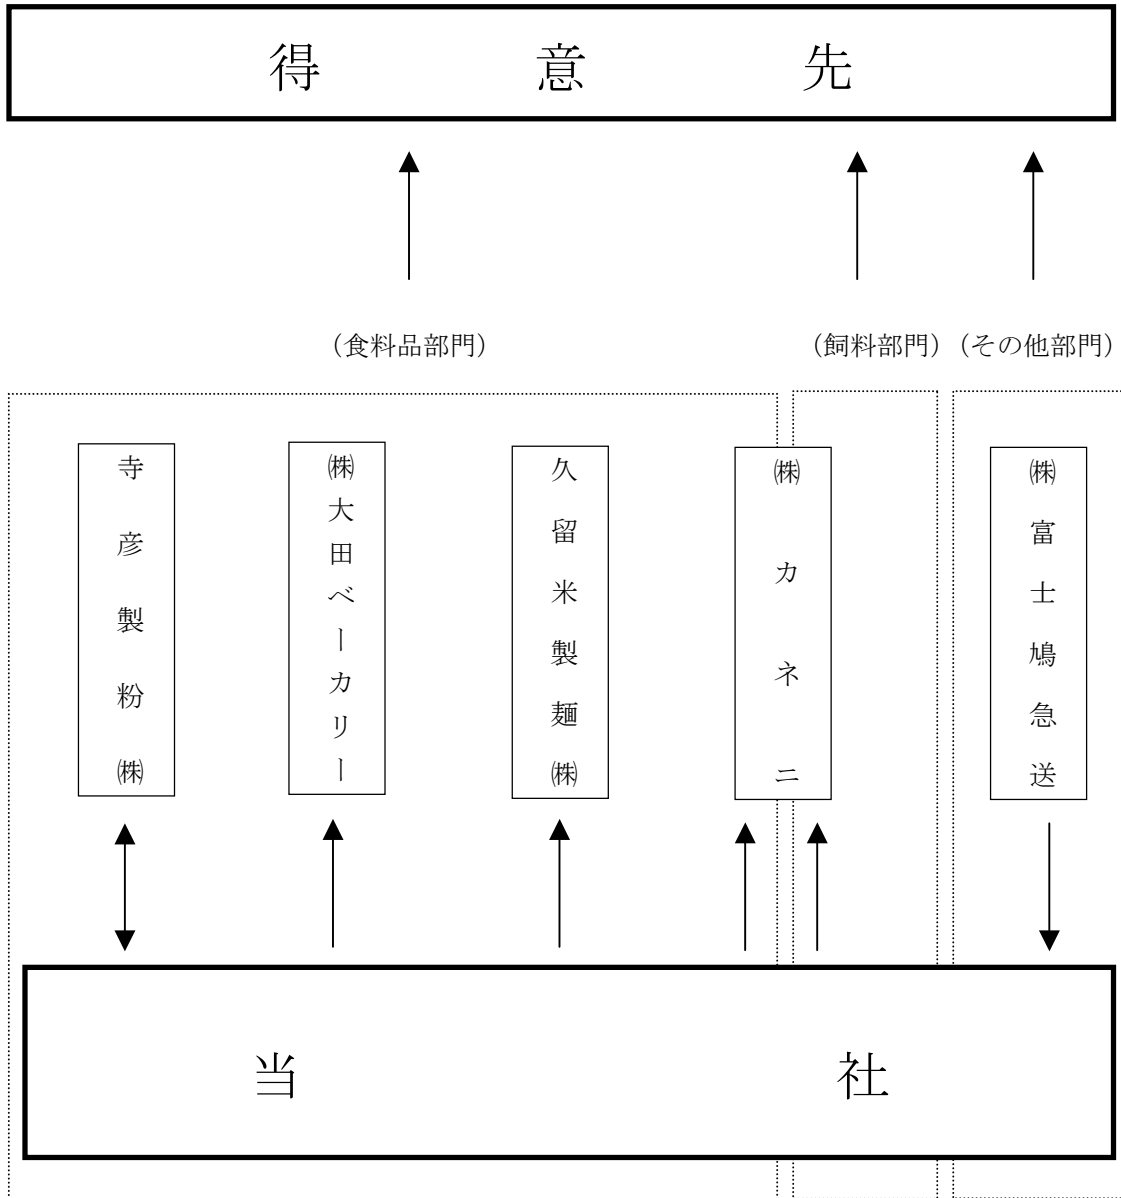 得意先
（食料品部門）
（飼料部門）
（その他部門）
寺彦製粉㈱
㈱大田ベーカリー
久留米製麺㈱
㈱カネニ
㈱富士鳩急送
当社